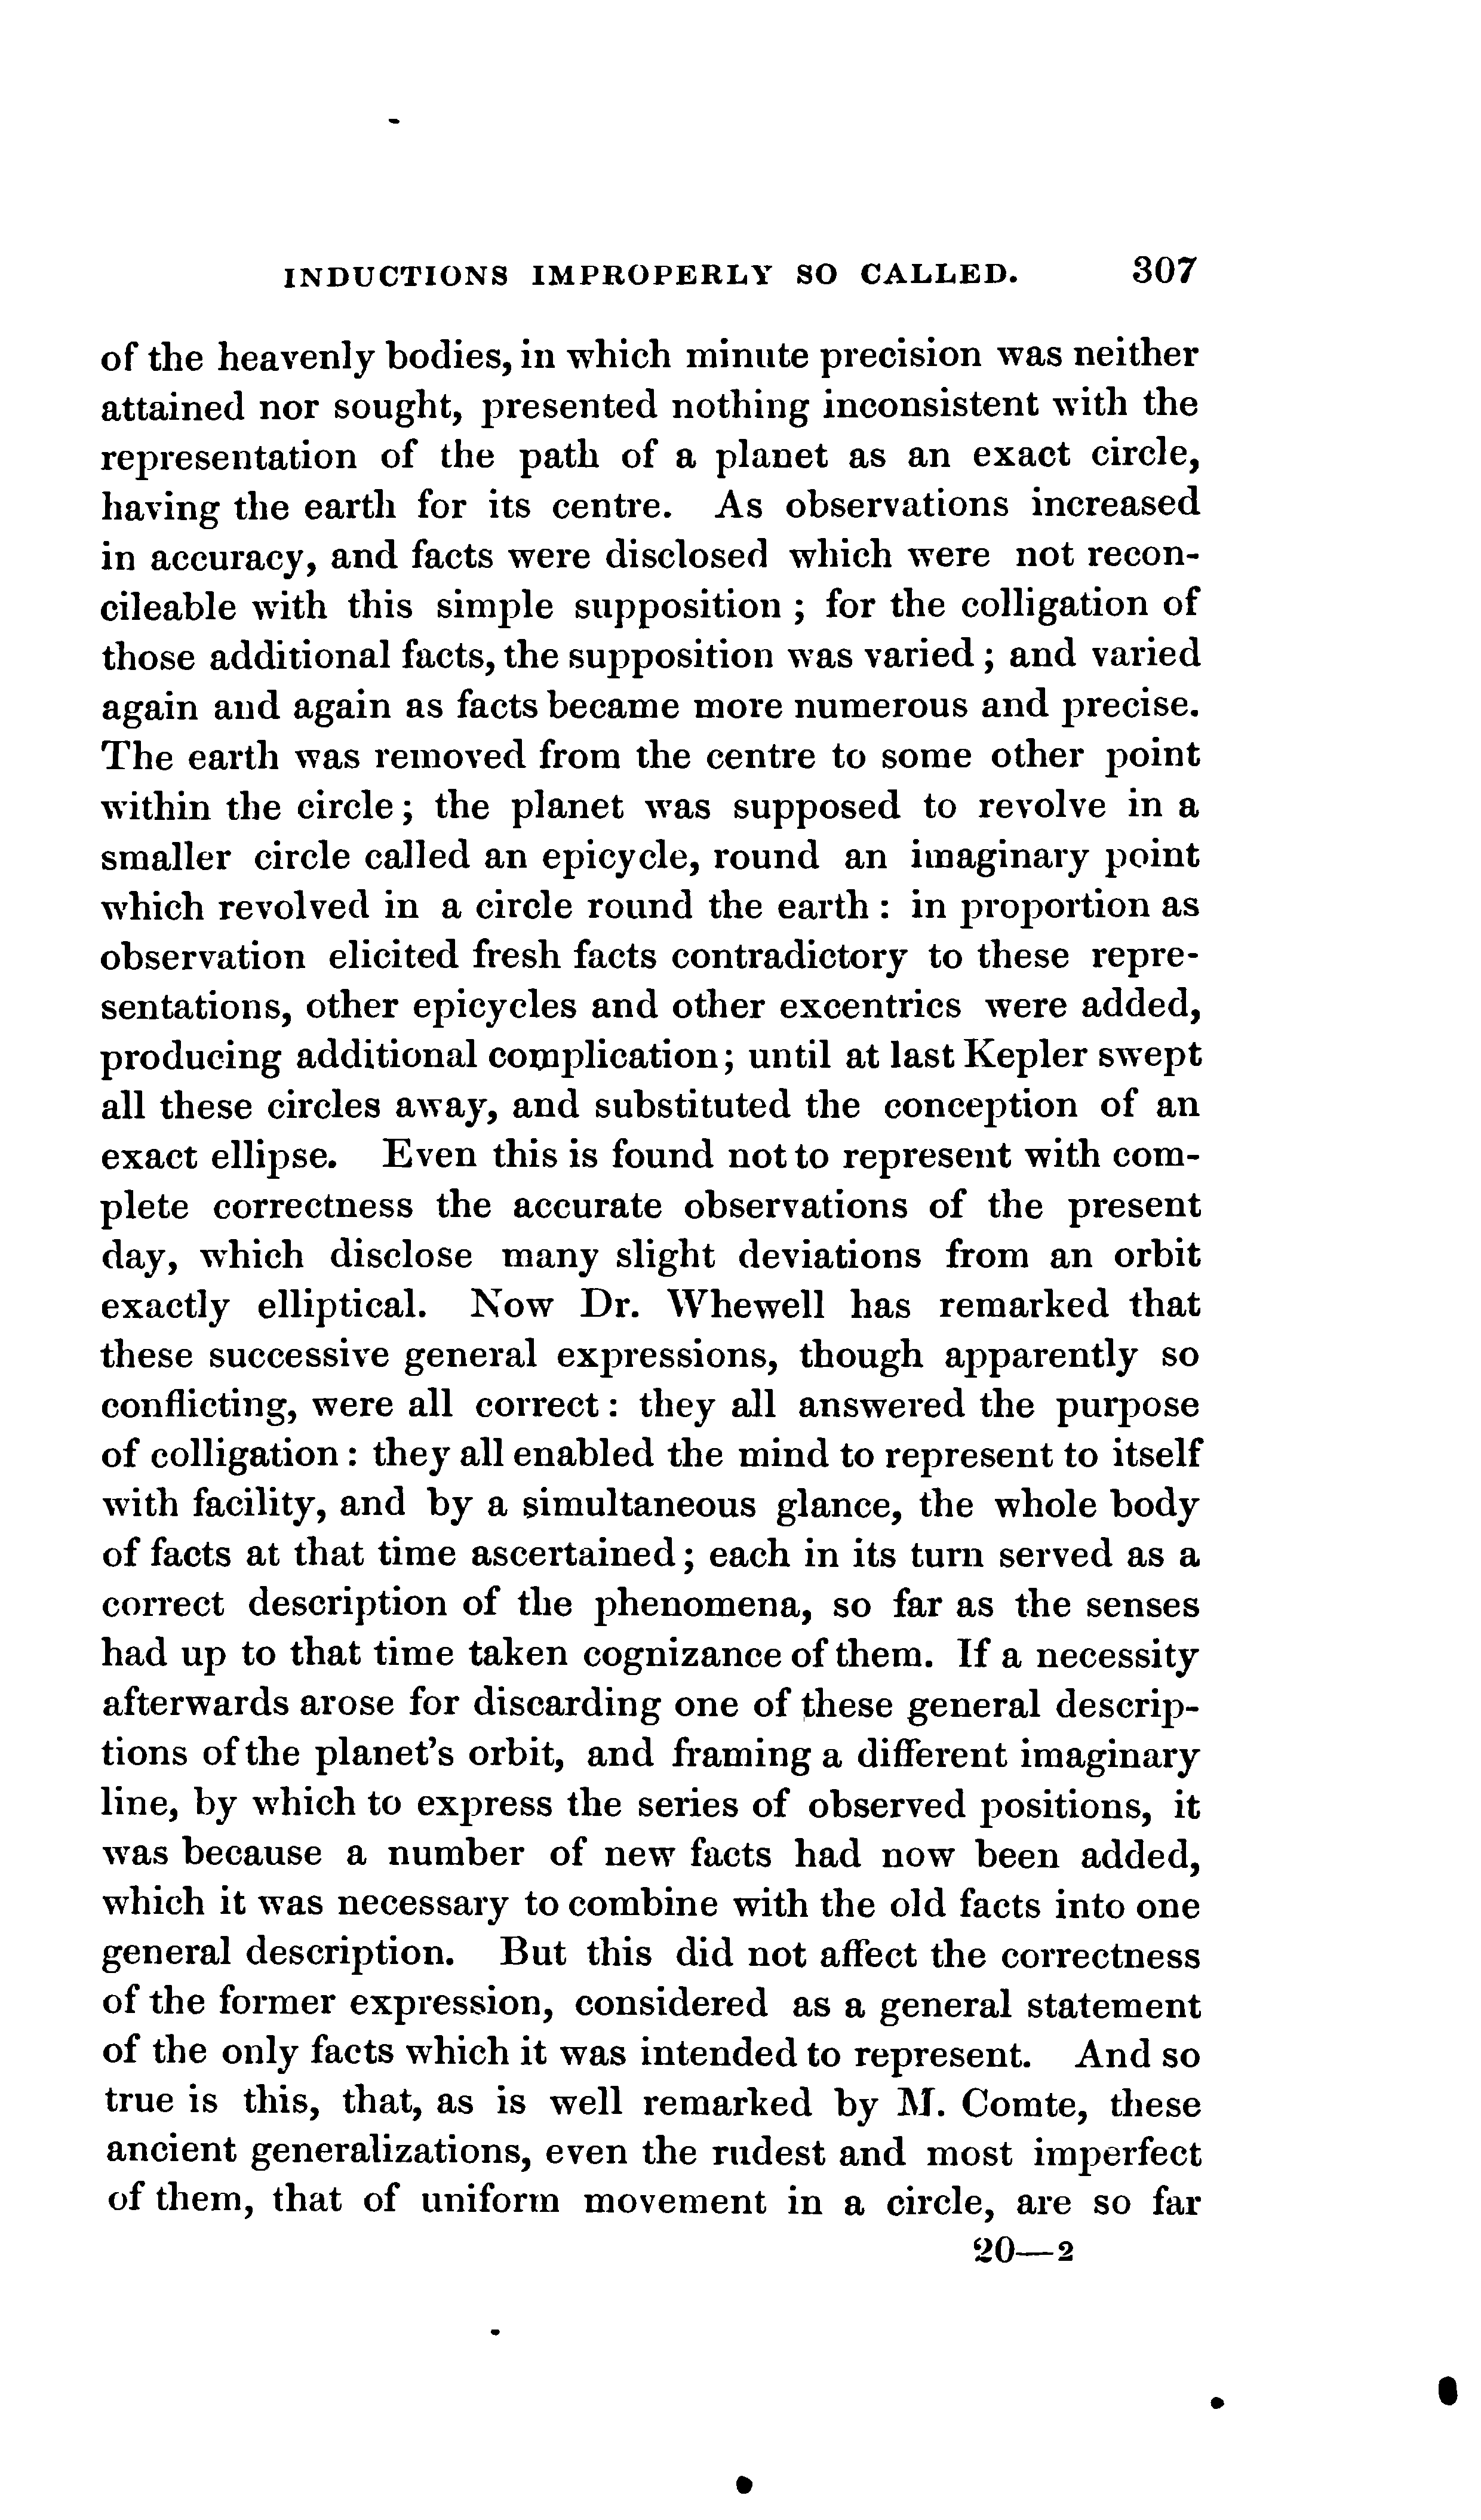 INDUCTIONS IMPROPERLY SO CALLED. 307
of the heavenly bodies, in which minute precision was neither
attained nor sought, presented nothing inconsistent with the
representation of the path of a planet as an exact circle,
having the earth for its centre. As observations increased
in accuracy, and facts were disclosed which were not recon-
cileable with this simple supposition ; for the colligation of
those additional facts, the supposition was varied ; and varied
again and again as facts became more numerous and precise.
The earth was removed from the centre to some other point
within the circle ; the planet was supposed to revolve in a
smaller circle called an epicycle, round an imaginary point
which revolved in a circle round the earth : in proportion as
observation elicited fresh facts contradictory to these repre-
sentations, other epicycles and other excentrics were added,
producing additional complication ; until at last Kepler swept
all these circles away, and substituted the conception of an
exact ellipse. Even this is found not to represent with com-
plete correctness the accurate observations of the present
day, which disclose many slight deviations from an orbit
exactly elliptical. Now Dr. Whewell has remarked that
these successive general expressions, though apparently so
conflicting, were all correct : they all answered the purpose
of colligation : they all enabled the mind to represent to itself
with facility, and by a simultaneous glance, the whole body
of facts at that time ascertained ; each in its turn served as a
correct description of the phenomena, so far as the senses
had up to that time taken cognizance of them. If a necessity
afterwards arose for discarding one of these general descrip-
tions of the planet's orbit, and framing a different imaginary
line, by which to express the series of observed positions, it
was because a number of new facts had now been added,
which it was necessary to combine with the old facts into one
general description. But this did not affect the correctness
of the former expression, considered as a general statement
of the only facts which it was intended to represent. And so
true is this, that, as is well remarked by M. Comte, these
ancient generalizations, even the rudest and most imperfect
of them, that of uniform movement in a circle, are so far
20—2